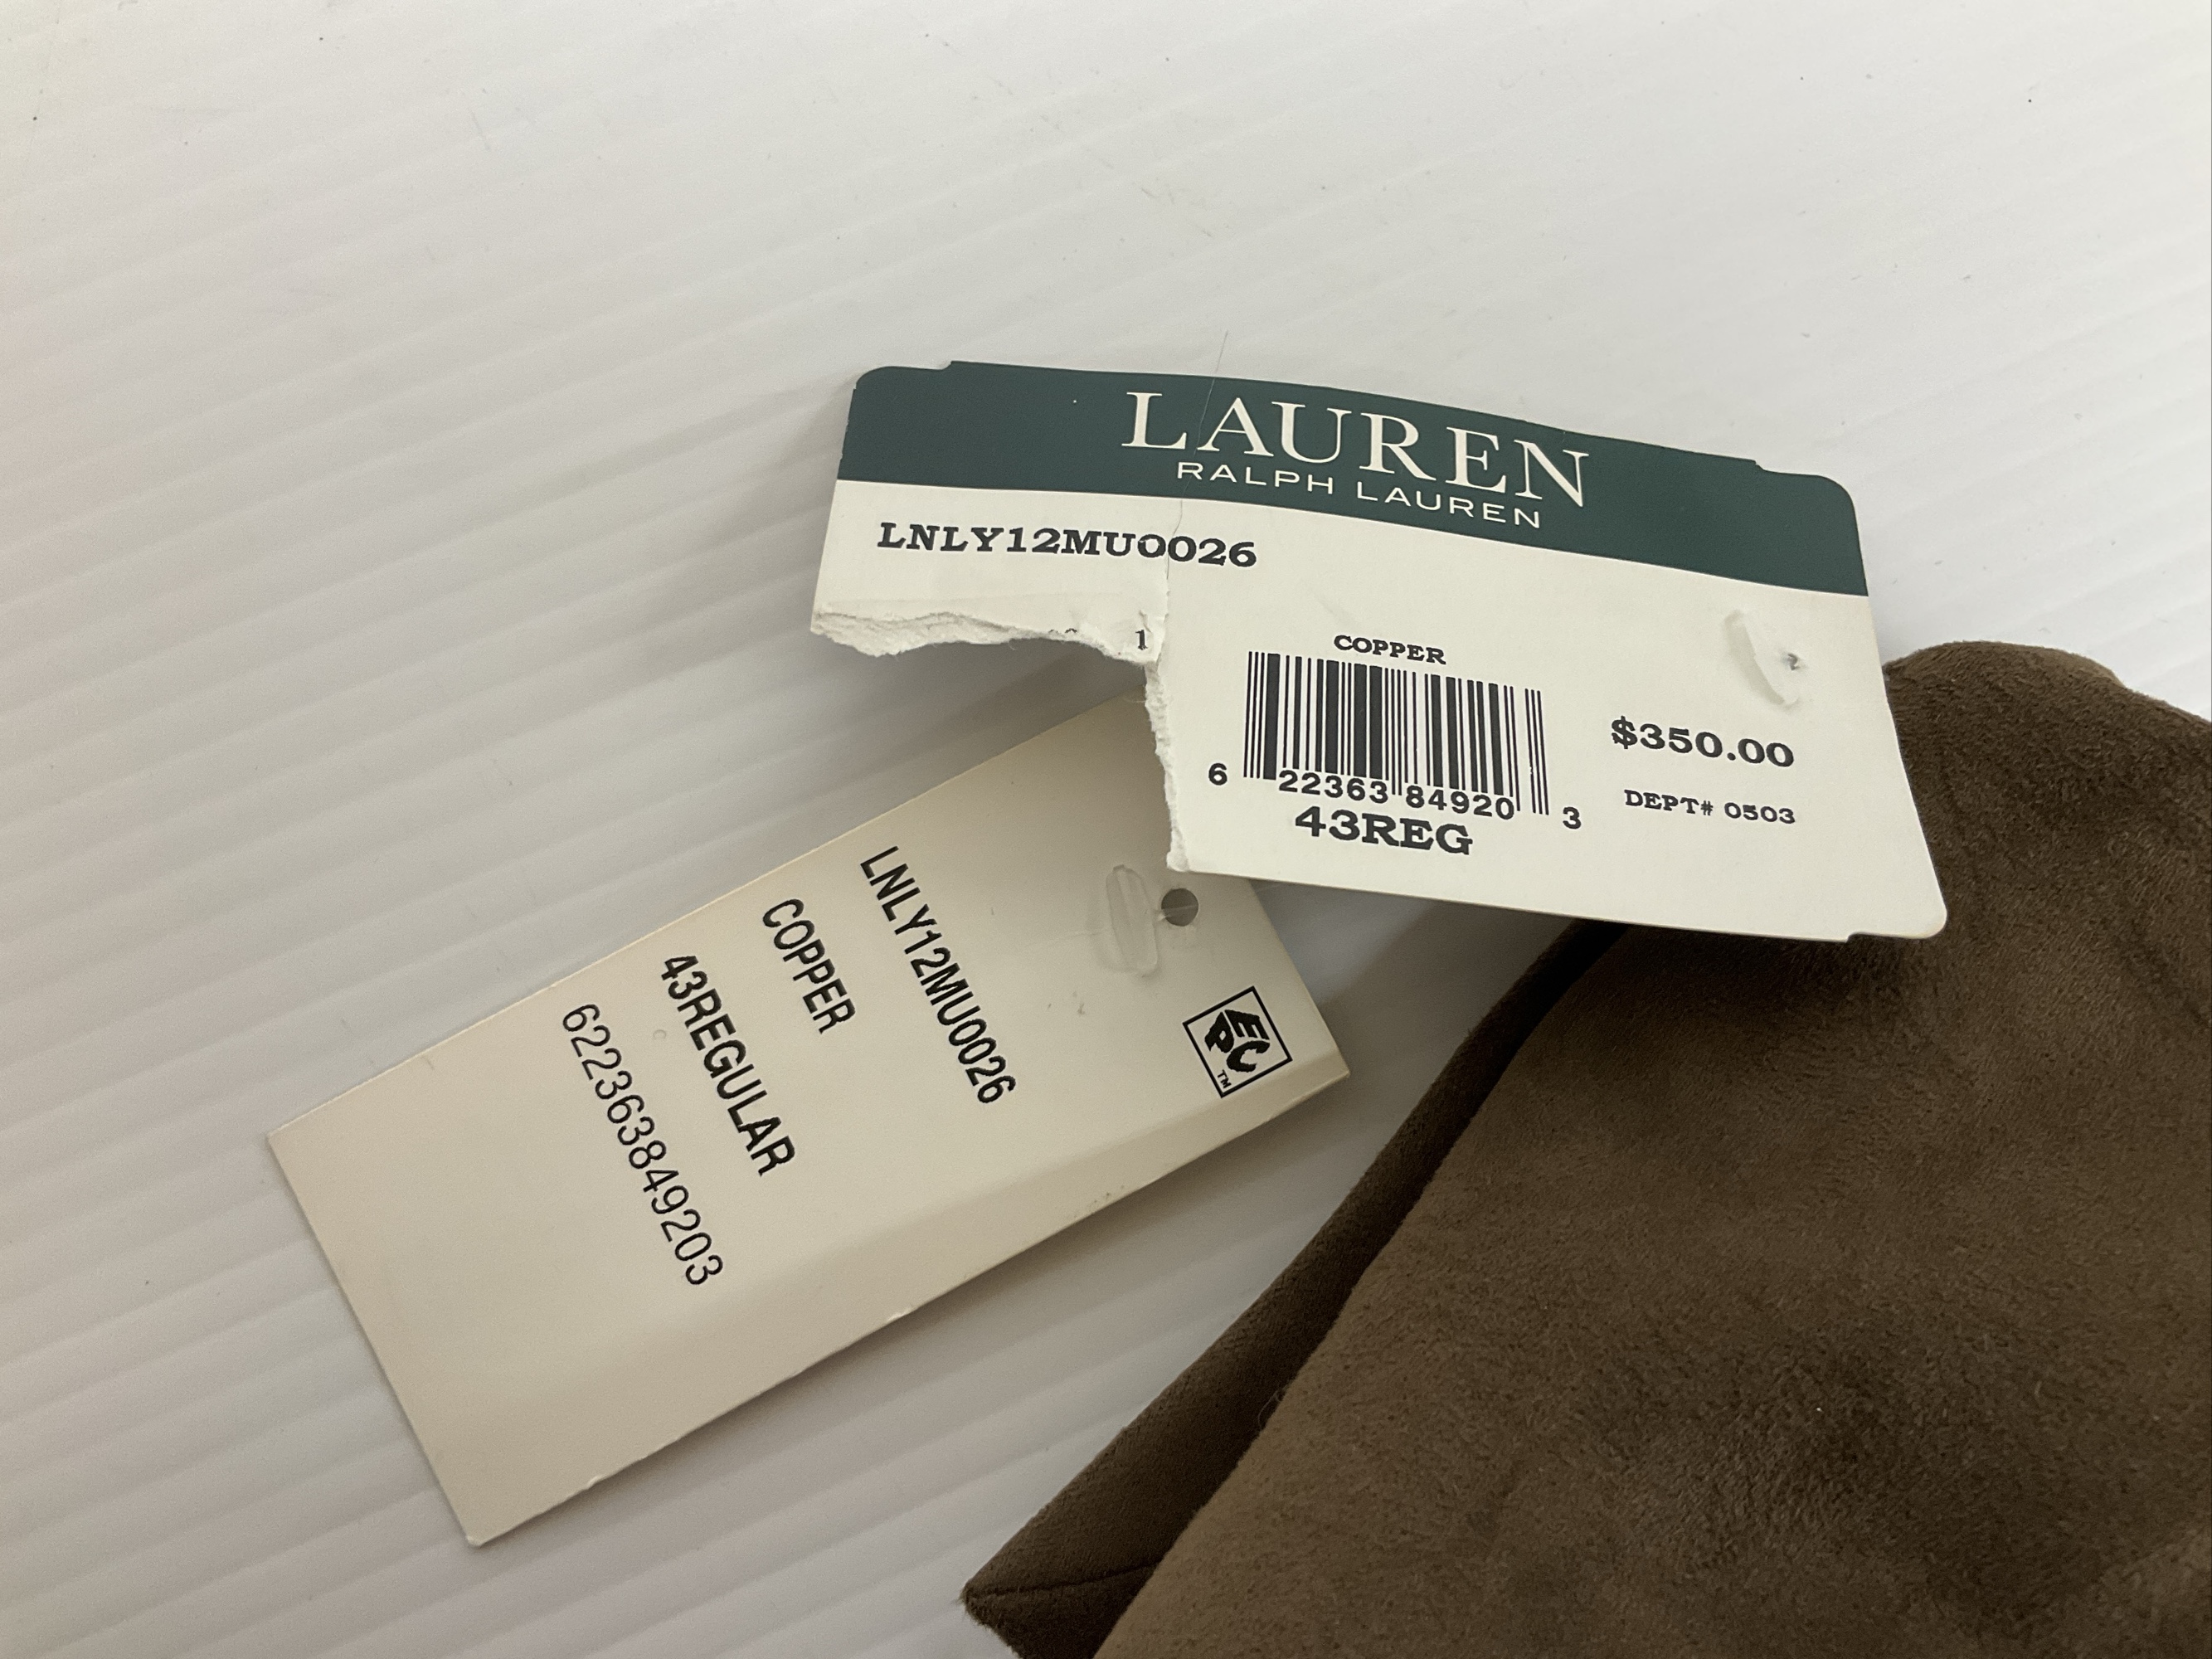 LAUREN
RALPH LAUREN
LNLY12MU0026
1
COPPER
6 22363 84920 3
43REG
$350.00
DEPT# 0503
EPC TM
LNLY12MU0026
COPPER
43REGULAR
622363849203